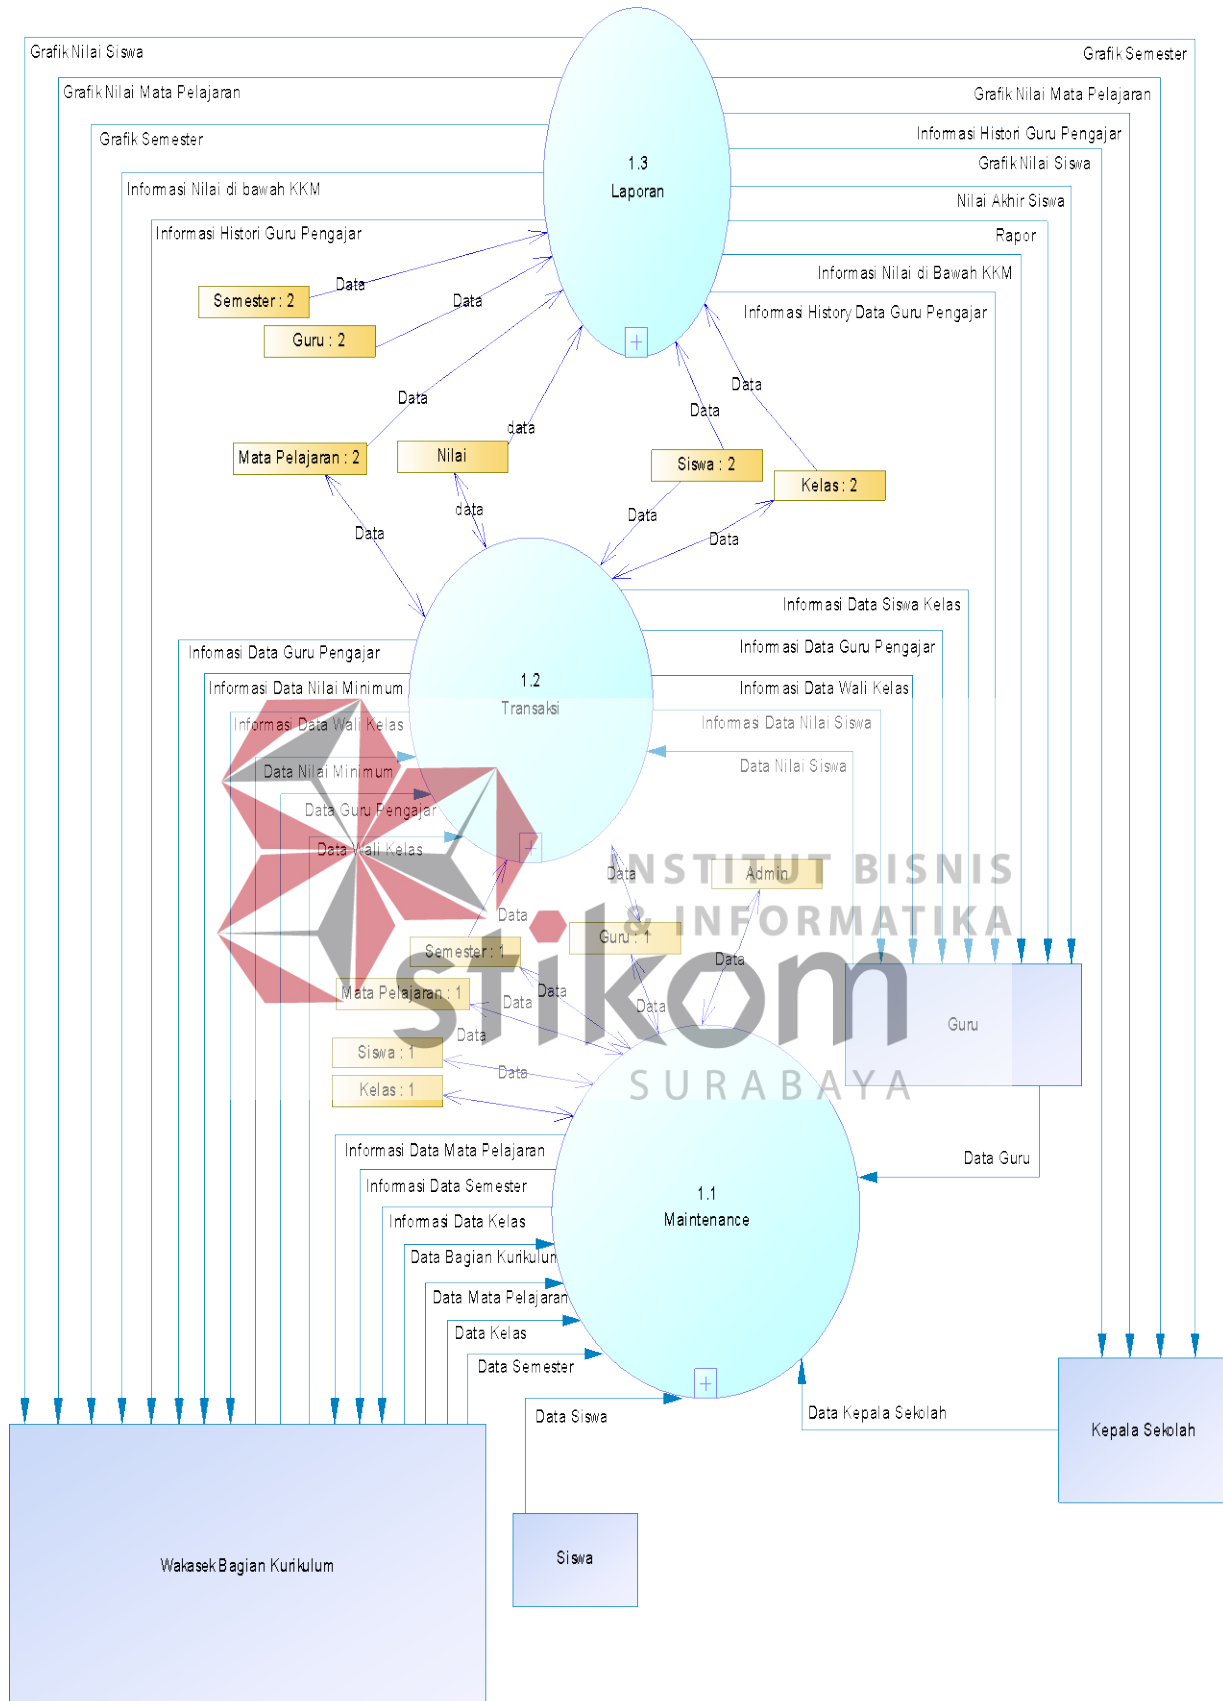 Grafik Nilai Siswa
Grafik Semester
Grafik Nilai Mata Pelajaran
Grafik Nilai Mata Pelajaran
Grafik Semester
Informasi Histori Guru Pengajar
1.3
Laporan
Grafik Nilai Siswa
Informasi Nilai di bawah KKM
Nilai Akhir Siswa
Informasi Histori Guru Pengajar
Rapor
Informasi Nilai di Bawah KKM
Data
Semester : 2
Data
Informasi History Data Guru Pengajar
Guru : 2
Data
Data
Data
data
Mata Pelajaran : 2
Nilai
Siswa : 2
Kelas : 2
data
Data
Data
Data
Informasi Data Siswa Kelas
Infomasi Data Guru Pengajar
Informasi Data Guru Pengajar
1.2
Transaksi
Informasi Data Nilai Minimum
Informasi Data Wali Kelas
Informasi Data Wali Kelas
Informasi Data Nilai Siswa
Data Nilai Minimum
Data Nilai Siswa
Data Guru Pengajar
Data Wali Kelas
INSTITUT BISNIS
& INFORMATIKA
stikom
SURABAYA
Data
Admin
Data
Guru : 1
Semester : 1
Data
Data
Mata Pelajaran : 1
Data
Data
Guru
Data
Siswa : 1
Data
Kelas : 1
Informasi Data Mata Pelajaran
Data Guru
Informasi Data Semester
1.1
Maintenance
Informasi Data Kelas
Data Bagian Kurikulum
Data Mata Pelajaran
Data Kelas
Data Semester
Data Siswa
Data Kepala Sekolah
Kepala Sekolah
Wakasek Bagian Kurikulum
Siswa